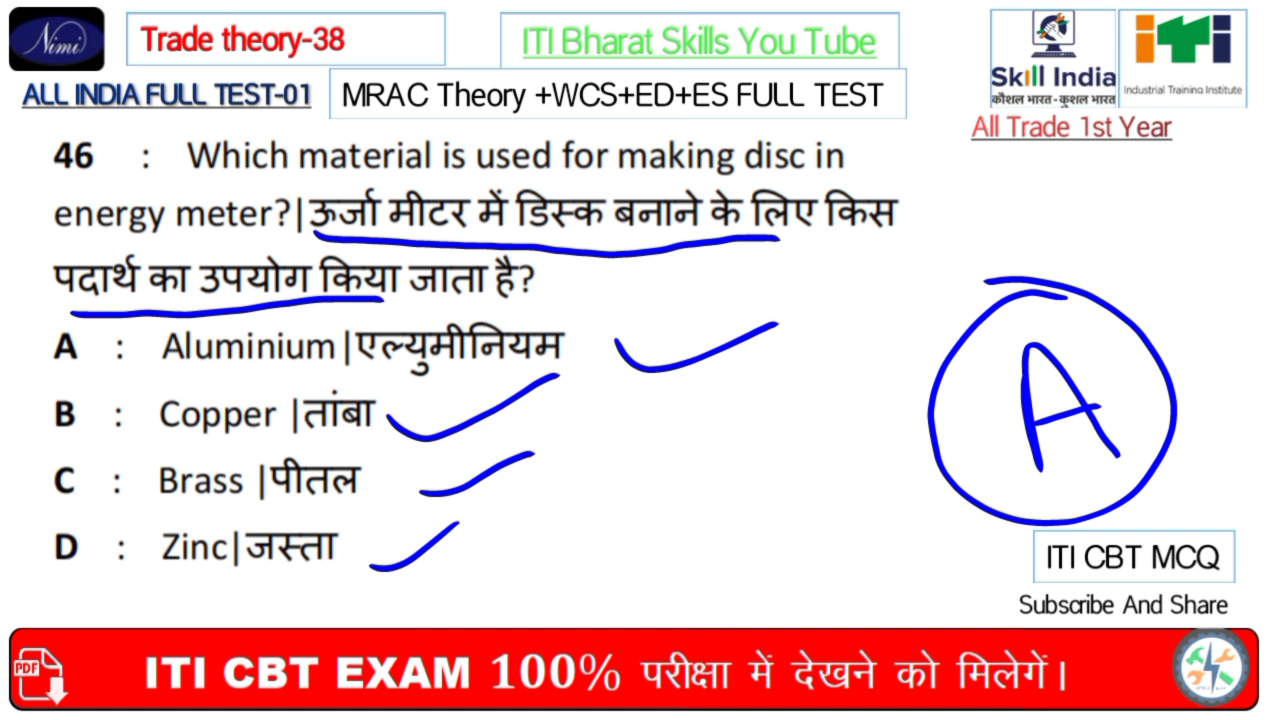 Nimi
Trade theory-38
ITI Bharat Skills You Tube
Skill India
कौशल भारत-कुशल भारत
iTi
Industrial Training Institute
ALL INDIA FULL TEST-01
MRAC Theory +WCS+ED+ES FULL TEST
All Trade 1st Year
46 : Which material is used for making disc in
energy meter?|ऊर्जा मीटर में डिस्क बनाने के लिए किस
पदार्थ का उपयोग किया जाता है?
A : Aluminium|एल्युमीनियम
B : Copper |तांबा
C : Brass |पीतल
D : Zinc|जस्ता
A
ITI CBT MCQ
Subscribe And Share
PDF
ITI CBT EXAM 100% परीक्षा में देखने को मिलेगें।